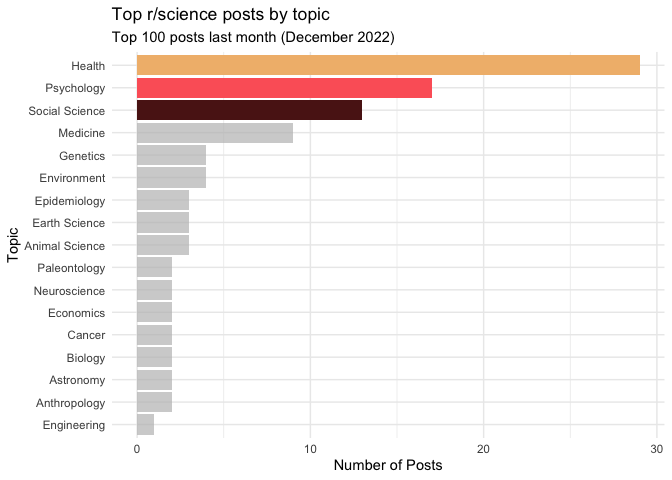 Top r/science posts by topic
Top 100 posts last month (December 2022)
Health
Psychology
Social Science
Medicine
Genetics
Environment
Epidemiology
Earth Science
Animal Science
Paleontology
Neuroscience
Economics
Cancer
Biology
Astronomy
Anthropology
Engineering
Topic
0 10 20 30
Number of Posts